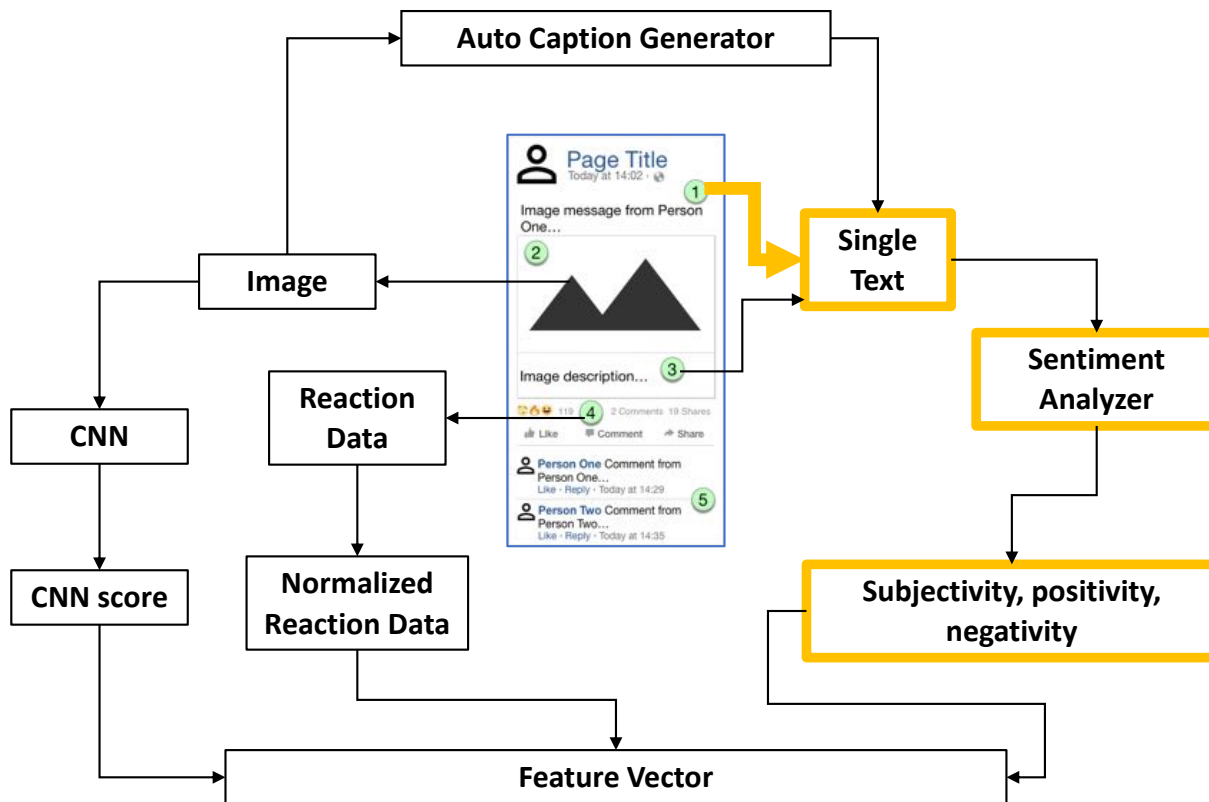 Auto Caption Generator
Page Title
Today at 14:02 ·
1
Image message from Person
One...
2
Single
Text
Image
Image description...
3
Sentiment
Analyzer
Reaction
Data
119
4
2 Comments 19 Shares
Like
Comment
Share
CNN
Person One Comment from
Person One...
Like · Reply · Today at 14:29
5
Person Two Comment from
Person Two...
Like · Reply · Today at 14:35
CNN score
Normalized
Reaction Data
Subjectivity, positivity,
negativity
Feature Vector